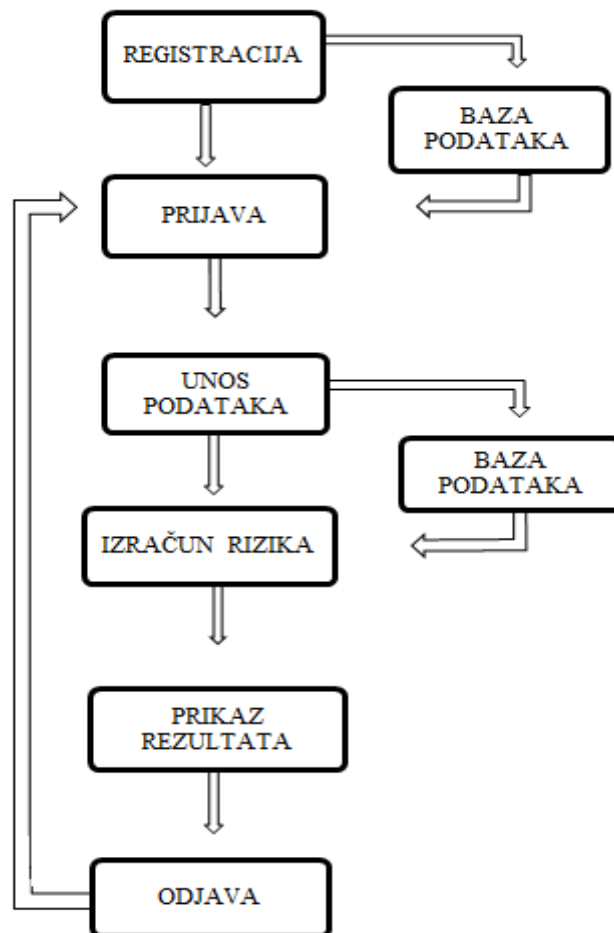 REGISTRACIJA
BAZA
PODATAKA
PRIJAVA
UNOS
PODATAKA
BAZA
PODATAKA
IZRAČUN RIZIKA
PRIKAZ
REZULTATA
ODJAVA